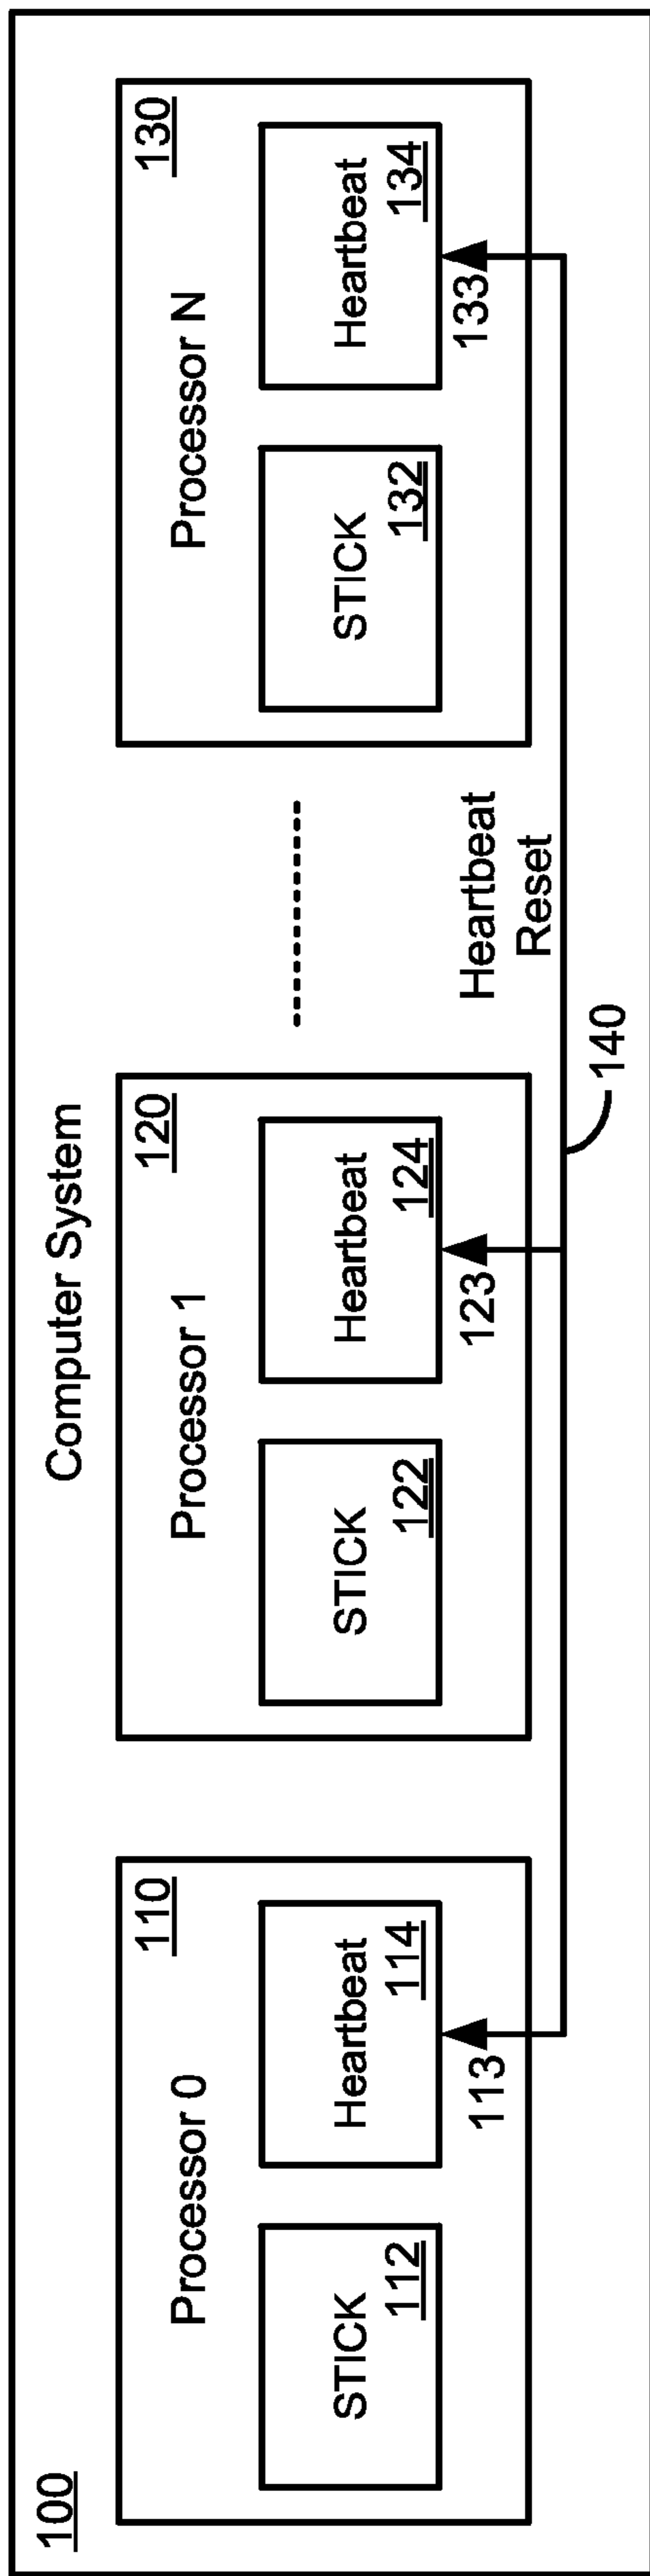 100
Computer System
Processor 0
110
STICK
112
Heartbeat
114
113
Processor 1
120
STICK
122
Heartbeat
124
123
Processor N
130
STICK
132
Heartbeat
134
133
Heartbeat
Reset
140